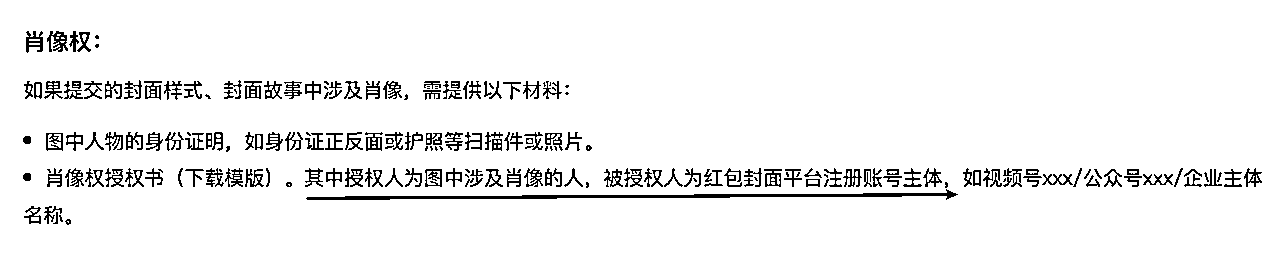 肖像权：
如果提交的封面样式、封面故事中涉及肖像，需提供以下材料：
• 图中人物的身份证明，如身份证正反面或护照等扫描件或照片。
• 肖像权授权书（下载模版）。其中授权人为图中涉及肖像的人，被授权人为红包封面平台注册账号主体，如视频号xxx/公众号xxx/企业主体
名称。